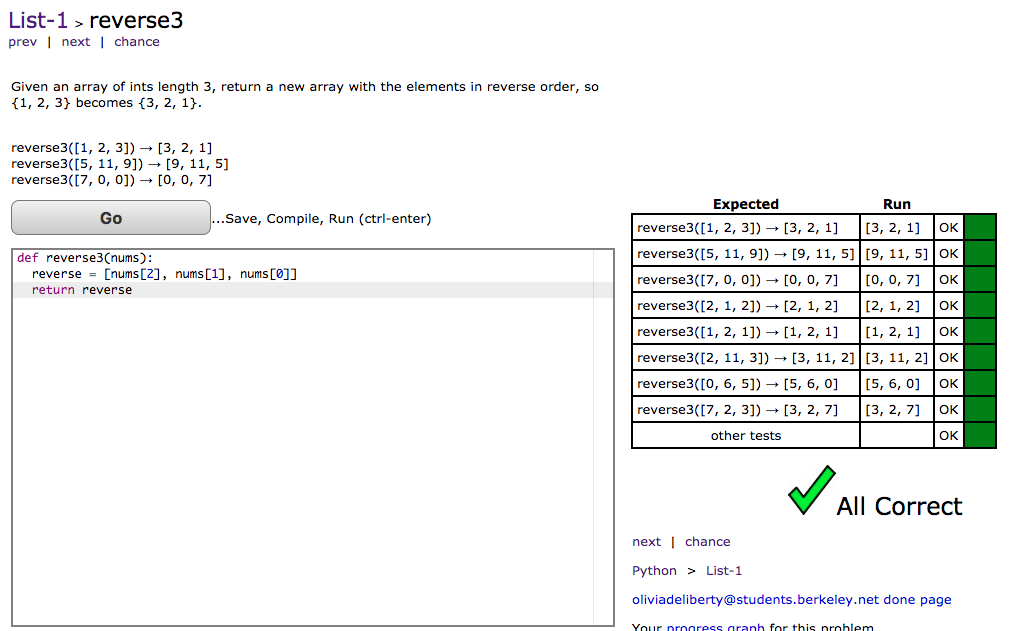 List-1 > reverse3
prev | next | chance
Given an array of ints length 3, return a new array with the elements in reverse order, so
{1, 2, 3} becomes {3, 2, 1}.
reverse3([1, 2, 3]) → [3, 2, 1]
reverse3([5, 11, 9]) → [9, 11, 5]
reverse3([7, 0, 0]) → [0, 0, 7]
Go ...Save, Compile, Run (ctrl-enter)
def reverse3(nums):
reverse = [nums[2], nums[1], nums[0]]
return reverse
Expected Run
reverse3([1, 2, 3]) → [3, 2, 1] [3, 2, 1] OK
reverse3([5, 11, 9]) → [9, 11, 5] [9, 11, 5] OK
reverse3([7, 0, 0]) → [0, 0, 7] [0, 0, 7] OK
reverse3([2, 1, 2]) → [2, 1, 2] [2, 1, 2] OK
reverse3([1, 2, 1]) → [1, 2, 1] [1, 2, 1] OK
reverse3([2, 11, 3]) → [3, 11, 2] [3, 11, 2] OK
reverse3([0, 6, 5]) → [5, 6, 0] [5, 6, 0] OK
reverse3([7, 2, 3]) → [3, 2, 7] [3, 2, 7] OK
other tests OK
All Correct
next | chance
Python > List-1
oliviadeliberty@students.berkeley.net done page
Your progress graph for this problem